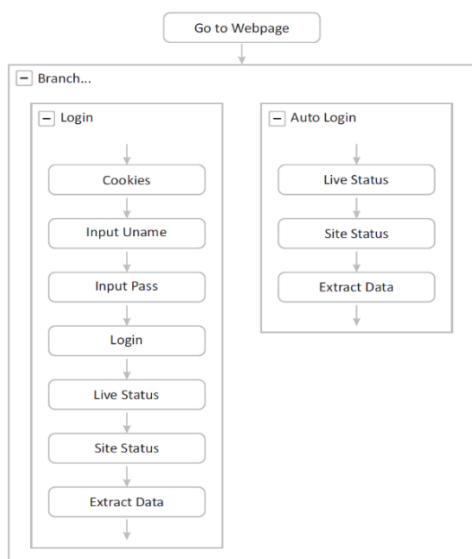 Go to Webpage
Branch...
Login
Cookies
Input Uname
Input Pass
Login
Live Status
Site Status
Extract Data
Auto Login
Live Status
Site Status
Extract Data